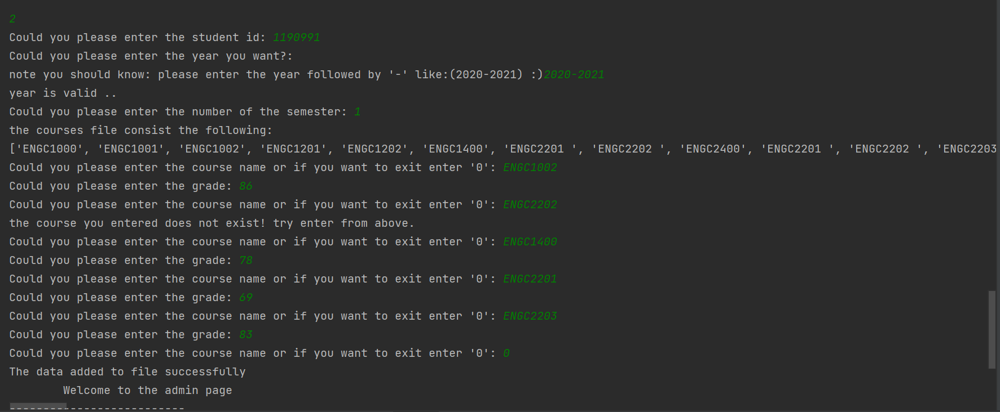 2
Could you please enter the student id: 1190991
Could you please enter the year you want?:
note you should know: please enter the year followed by '-' like:(2020-2021) :)2020-2021
year is valid ..
Could you please enter the number of the semester: 1
the courses file consist the following:
['ENGC1000', 'ENGC1001', 'ENGC1002', 'ENGC1201', 'ENGC1202', 'ENGC1400', 'ENGC2201 ', 'ENGC2202 ', 'ENGC2400', 'ENGC2201 ', 'ENGC2202 ', 'ENGC2203
Could you please enter the course name or if you want to exit enter '0': ENGC1002
Could you please enter the grade: 86
Could you please enter the course name or if you want to exit enter '0': ENGC2202
the course you entered does not exist! try enter from above.
Could you please enter the course name or if you want to exit enter '0': ENGC1400
Could you please enter the grade: 78
Could you please enter the course name or if you want to exit enter '0': ENGC2201
Could you please enter the grade: 69
Could you please enter the course name or if you want to exit enter '0': ENGC2203
Could you please enter the grade: 83
Could you please enter the course name or if you want to exit enter '0': 0
The data added to file successfully
        Welcome to the admin page
--------------------------